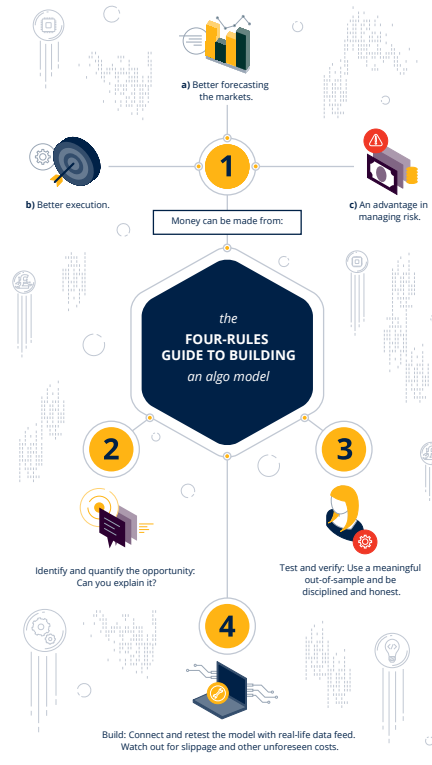 a) Better forecasting
the markets.
1
b) Better execution.
c) An advantage in
managing risk.
Money can be made from:
the
FOUR-RULES
GUIDE TO BUILDING
an algo model
2
3
Identify and quantify the opportunity:
Can you explain it?
Test and verify: Use a meaningful
out-of-sample and be
disciplined and honest.
4
Build: Connect and retest the model with real-life data feed.
Watch out for slippage and other unforeseen costs.